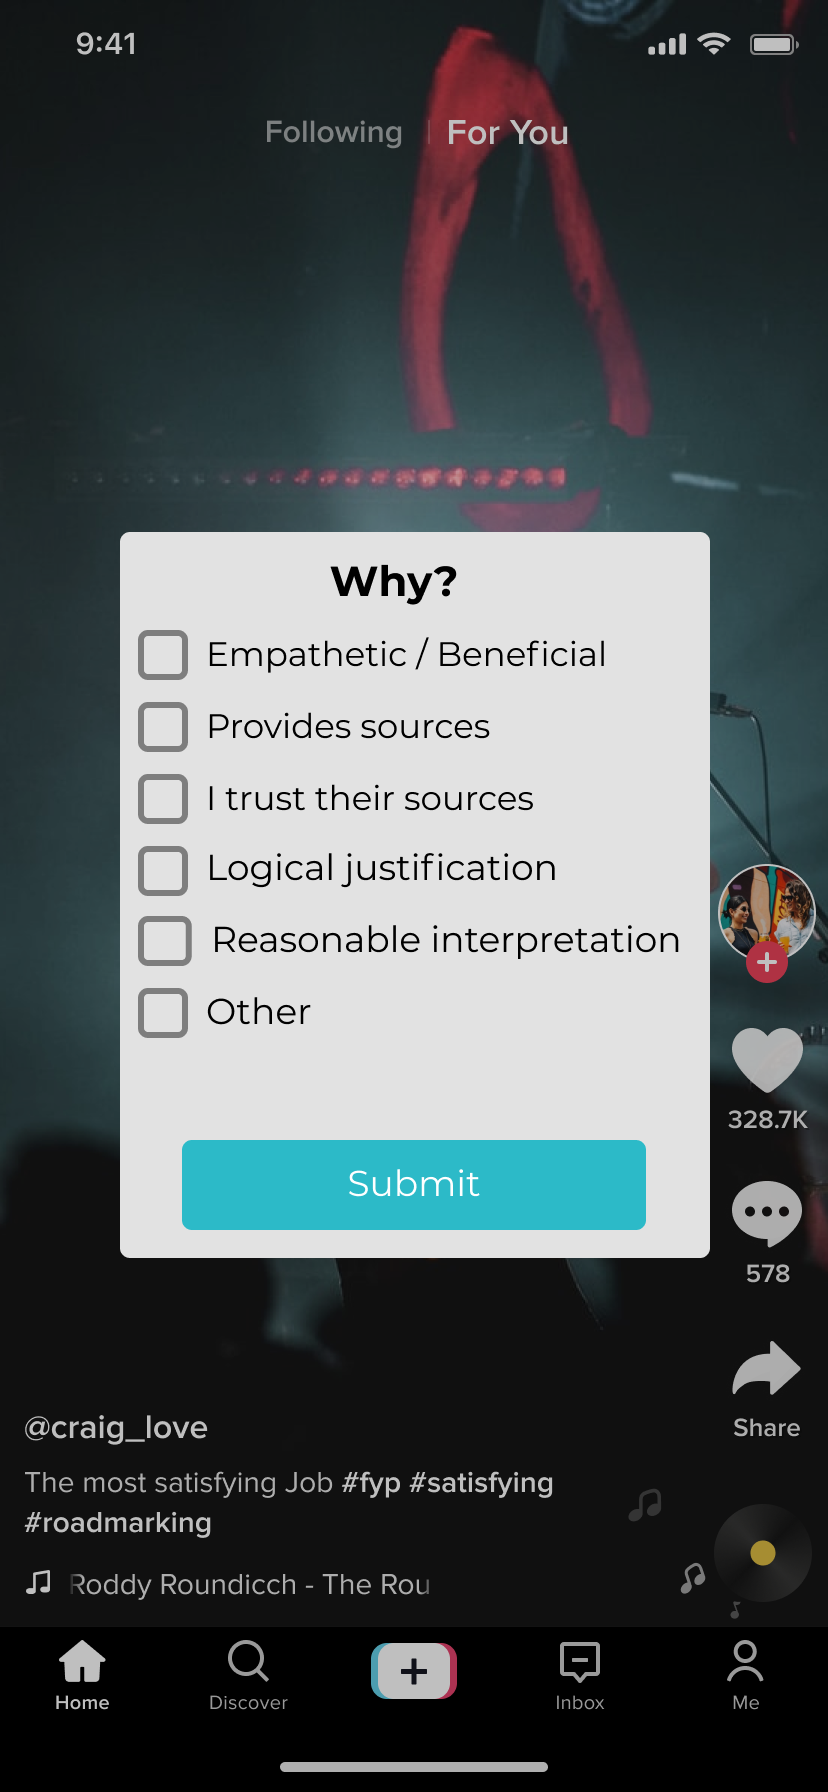 9:41
Following
For You
Why?
Empathetic / Beneficial
Provides sources
I trust their sources
Logical justification
Reasonable interpretation
Other
Submit
328.7K
578
Share
@craig_love
The most satisfying Job #fyp #satisfying
#roadmarking
Roddy Roundicch - The Rou
Home
Discover
Inbox
Me